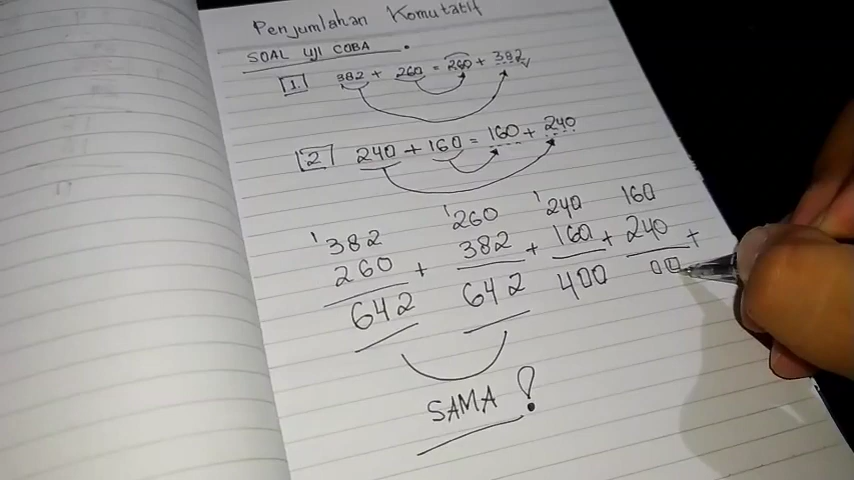 Penjumlahan Komutatif
SOAL UJI COBA.
1. 382 + 260 = 260 + 382
2 240 + 160 = 160 + 240
1 1 1
382 260 240 160
260 + 382 + 160 + 240 +
642 642 400 00
SAMA!